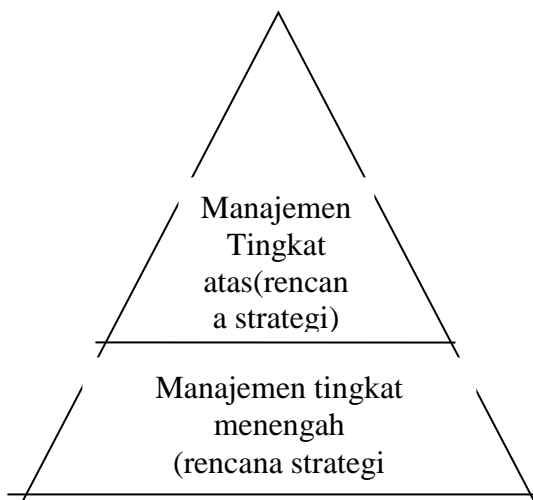 Manajemen
Tingkat
atas(rencan
a strategi)
Manajemen tingkat
menengah
(rencana strategi